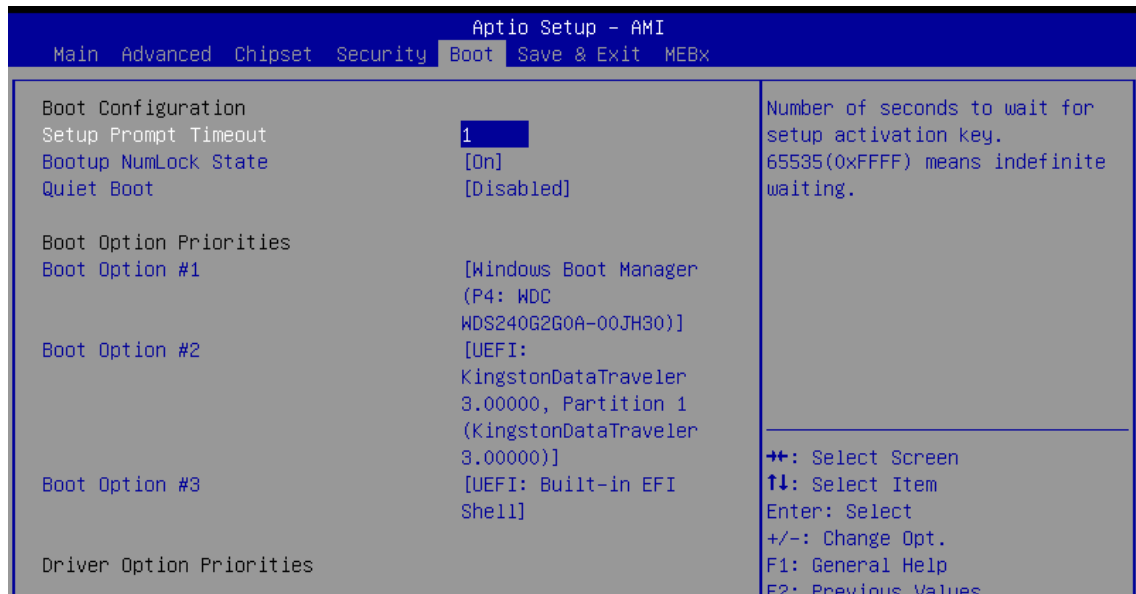 Aptio Setup – AMI
Main Advanced Chipset Security Boot Save & Exit MEBx
Boot Configuration
Setup Prompt Timeout 1
Bootup NumLock State [On]
Quiet Boot [Disabled]
Boot Option Priorities
Boot Option #1 [Windows Boot Manager
(P4: WDC
WDS240G2G0A-00JH30)]
Boot Option #2 [UEFI:
KingstonDataTraveler
3.00000, Partition 1
(KingstonDataTraveler
3.00000)]
Boot Option #3 [UEFI: Built-in EFI
Shell]
Driver Option Priorities
Number of seconds to wait for
setup activation key.
65535(0xFFFF) means indefinite
waiting.
→←: Select Screen
↑↓: Select Item
Enter: Select
+/-: Change Opt.
F1: General Help
F2: Previous Values